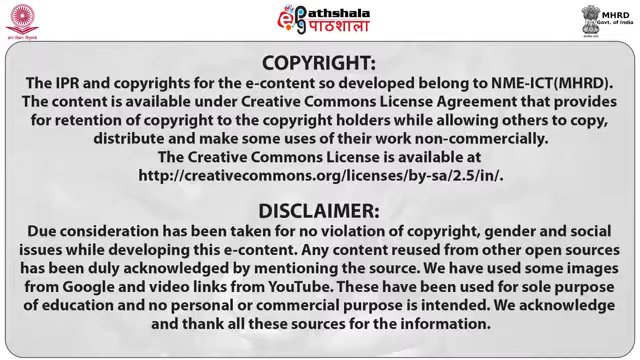 Pathshala
पाठशाला
MHRD
Govt. of India
COPYRIGHT:
The IPR and copyrights for the e-content so developed belong to NME-ICT(MHRD).
The content is available under Creative Commons License Agreement that provides
for retention of copyright to the copyright holders while allowing others to copy,
distribute and make some uses of their work non-commercially.
The Creative Commons License is available at
http://creativecommons.org/licenses/by-sa/2.5/in/.
DISCLAIMER:
Due consideration has been taken for no violation of copyright, gender and social
issues while developing this e-content. Any content reused from other open sources
has been duly acknowledged by mentioning the source. We have used some images
from Google and video links from YouTube. These have been used for sole purpose
of education and no personal or commercial purpose is intended. We acknowledge
and thank all these sources for the information.